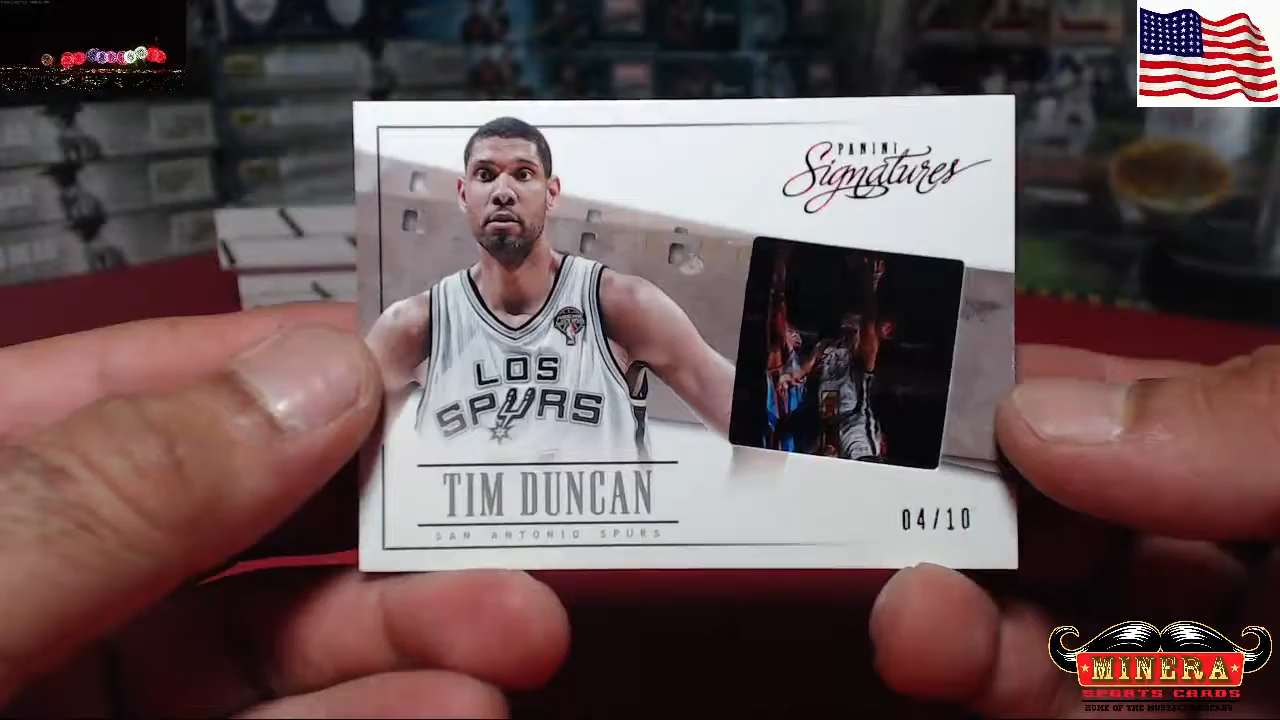 PANINI
Signatures
LOS
SPURS
TIM DUNCAN
SAN ANTONIO SPURS
04/10
MINERA
SPORTS CARDS